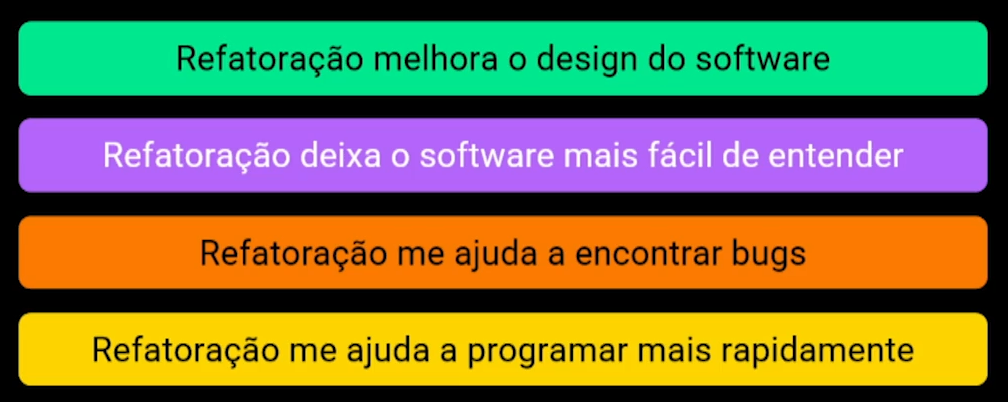 Refatoração melhora o design do software
Refatoração deixa o software mais fácil de entender
Refatoração me ajuda a encontrar bugs
Refatoração me ajuda a programar mais rapidamente